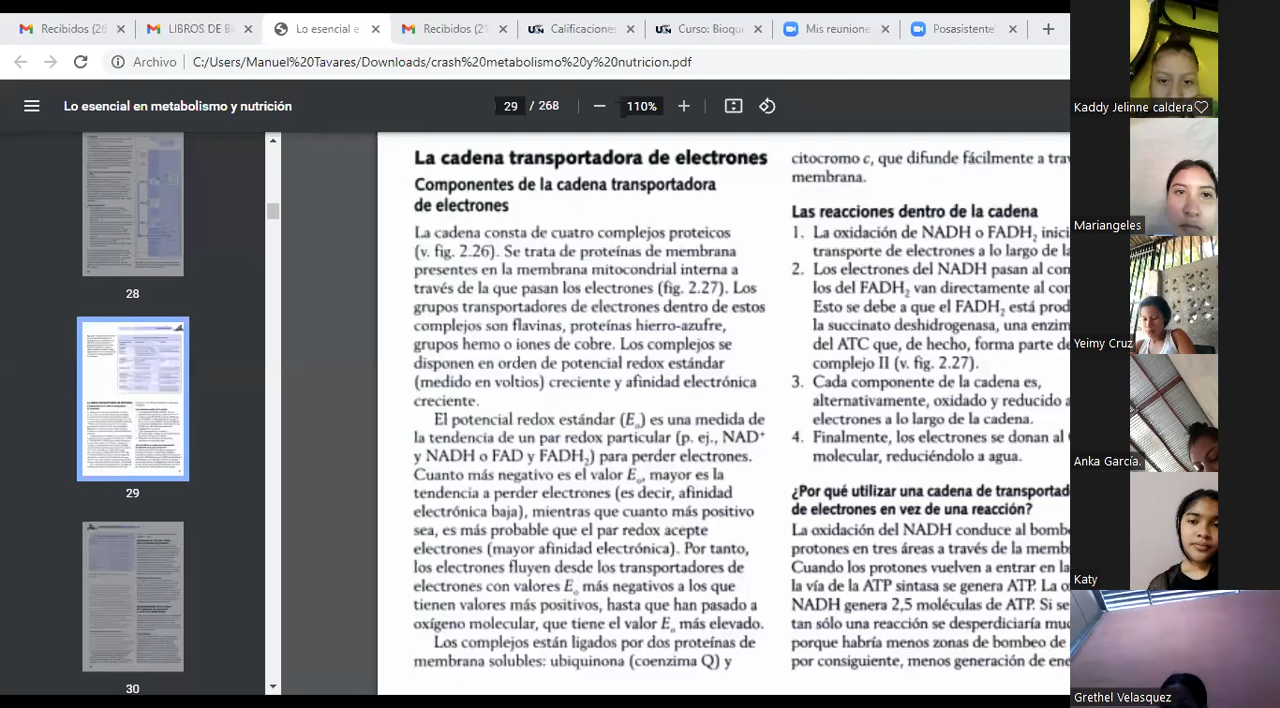 Recibidos (2
LIBROS DE B
Lo esencial e
Recibidos (2
UCN Calificaciones
UCN Curso: Bioqu
Mis reunione
Posasistente
Archivo | C:/Users/Manuel%20Tavares/Downloads/crash%20metabolismo%20y%20nutricion.pdf
Lo esencial en metabolismo y nutrición
29 / 268
110%
28
29
30
La cadena transportadora de electrones
Componentes de la cadena transportadora
de electrones
La cadena consta de cuatro complejos proteicos
(v. fig. 2.26). Se trata de proteínas de membrana
presentes en la membrana mitocondrial interna a
través de la que pasan los electrones (fig. 2.27). Los
grupos transportadores de electrones dentro de estos
complejos son flavinas, proteínas hierro-azufre,
grupos hemo o iones de cobre. Los complejos se
disponen en orden de potencial redox estándar
(medido en voltios) creciente y afinidad electrónica
creciente.
El potencial redox estándar (Eₒ) es una medida de
la tendencia de un par redox particular (p. ej., NAD⁺
y NADH o FAD y FADH₂) para perder electrones.
Cuanto más negativo es el valor Eₒ, mayor es la
tendencia a perder electrones (es decir, afinidad
electrónica baja), mientras que cuanto más positivo
sea, es más probable que el par redox acepte
electrones (mayor afinidad electrónica). Por tanto,
los electrones fluyen desde los transportadores de
electrones con valores Eₒ más negativos a los que
tienen valores más positivos, hasta que han pasado a
oxígeno molecular, que tiene el valor Eₒ más elevado.
Los complejos están ligados por dos proteínas de
membrana solubles: ubiquinona (coenzima Q) y
citocromo c, que difunde fácilmente a trav
membrana.
Las reacciones dentro de la cadena
1. La oxidación de NADH o FADH₂ inici
transporte de electrones a lo largo de la
2. Los electrones del NADH pasan al con
los del FADH₂ van directamente al con
Esto se debe a que el FADH₂ está prod
la succinato deshidrogenasa, una enzim
del ATC que, de hecho, forma parte de
complejo II (v. fig. 2.27).
3. Cada componente de la cadena es,
alternativamente, oxidado y reducido a
electrones a lo largo de la cadena.
4. Finalmente, los electrones se donan al
molecular, reduciéndolo a agua.
¿Por qué utilizar una cadena de transportad
de electrones en vez de una reacción?
La oxidación del NADH conduce al bomb
protones en tres áreas a través de la memb
Cuando los protones vuelven a entrar en la
la vía de la ATP sintasa se genera ATP. La o
NADH genera 2,5 moléculas de ATP. Si se
tan sólo una reacción se desperdiciaría muc
porque habría menos zonas de bombeo de
por consiguiente, menos generación de ene
Kaddy Jelinne caldera♡
Mariangeles
Yeimy Cruz
Anka García.
Katy
Grethel Velasquez